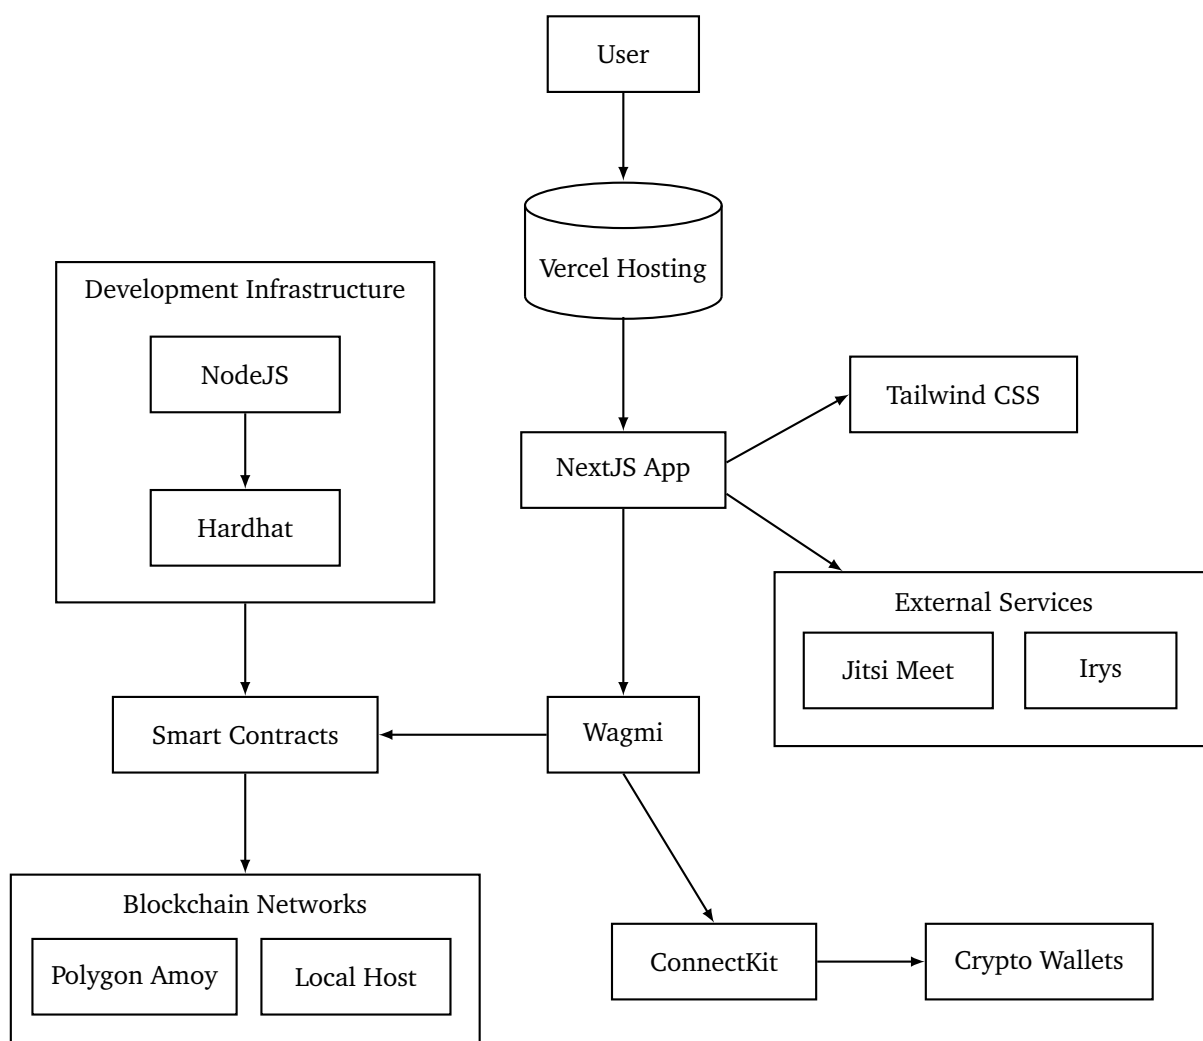 User
Vercel Hosting
Development Infrastructure
NodeJS
Tailwind CSS
NextJS App
Hardhat
External Services
Jitsi Meet
Irys
Smart Contracts
Wagmi
Blockchain Networks
Polygon Amoy
Local Host
ConnectKit
Crypto Wallets